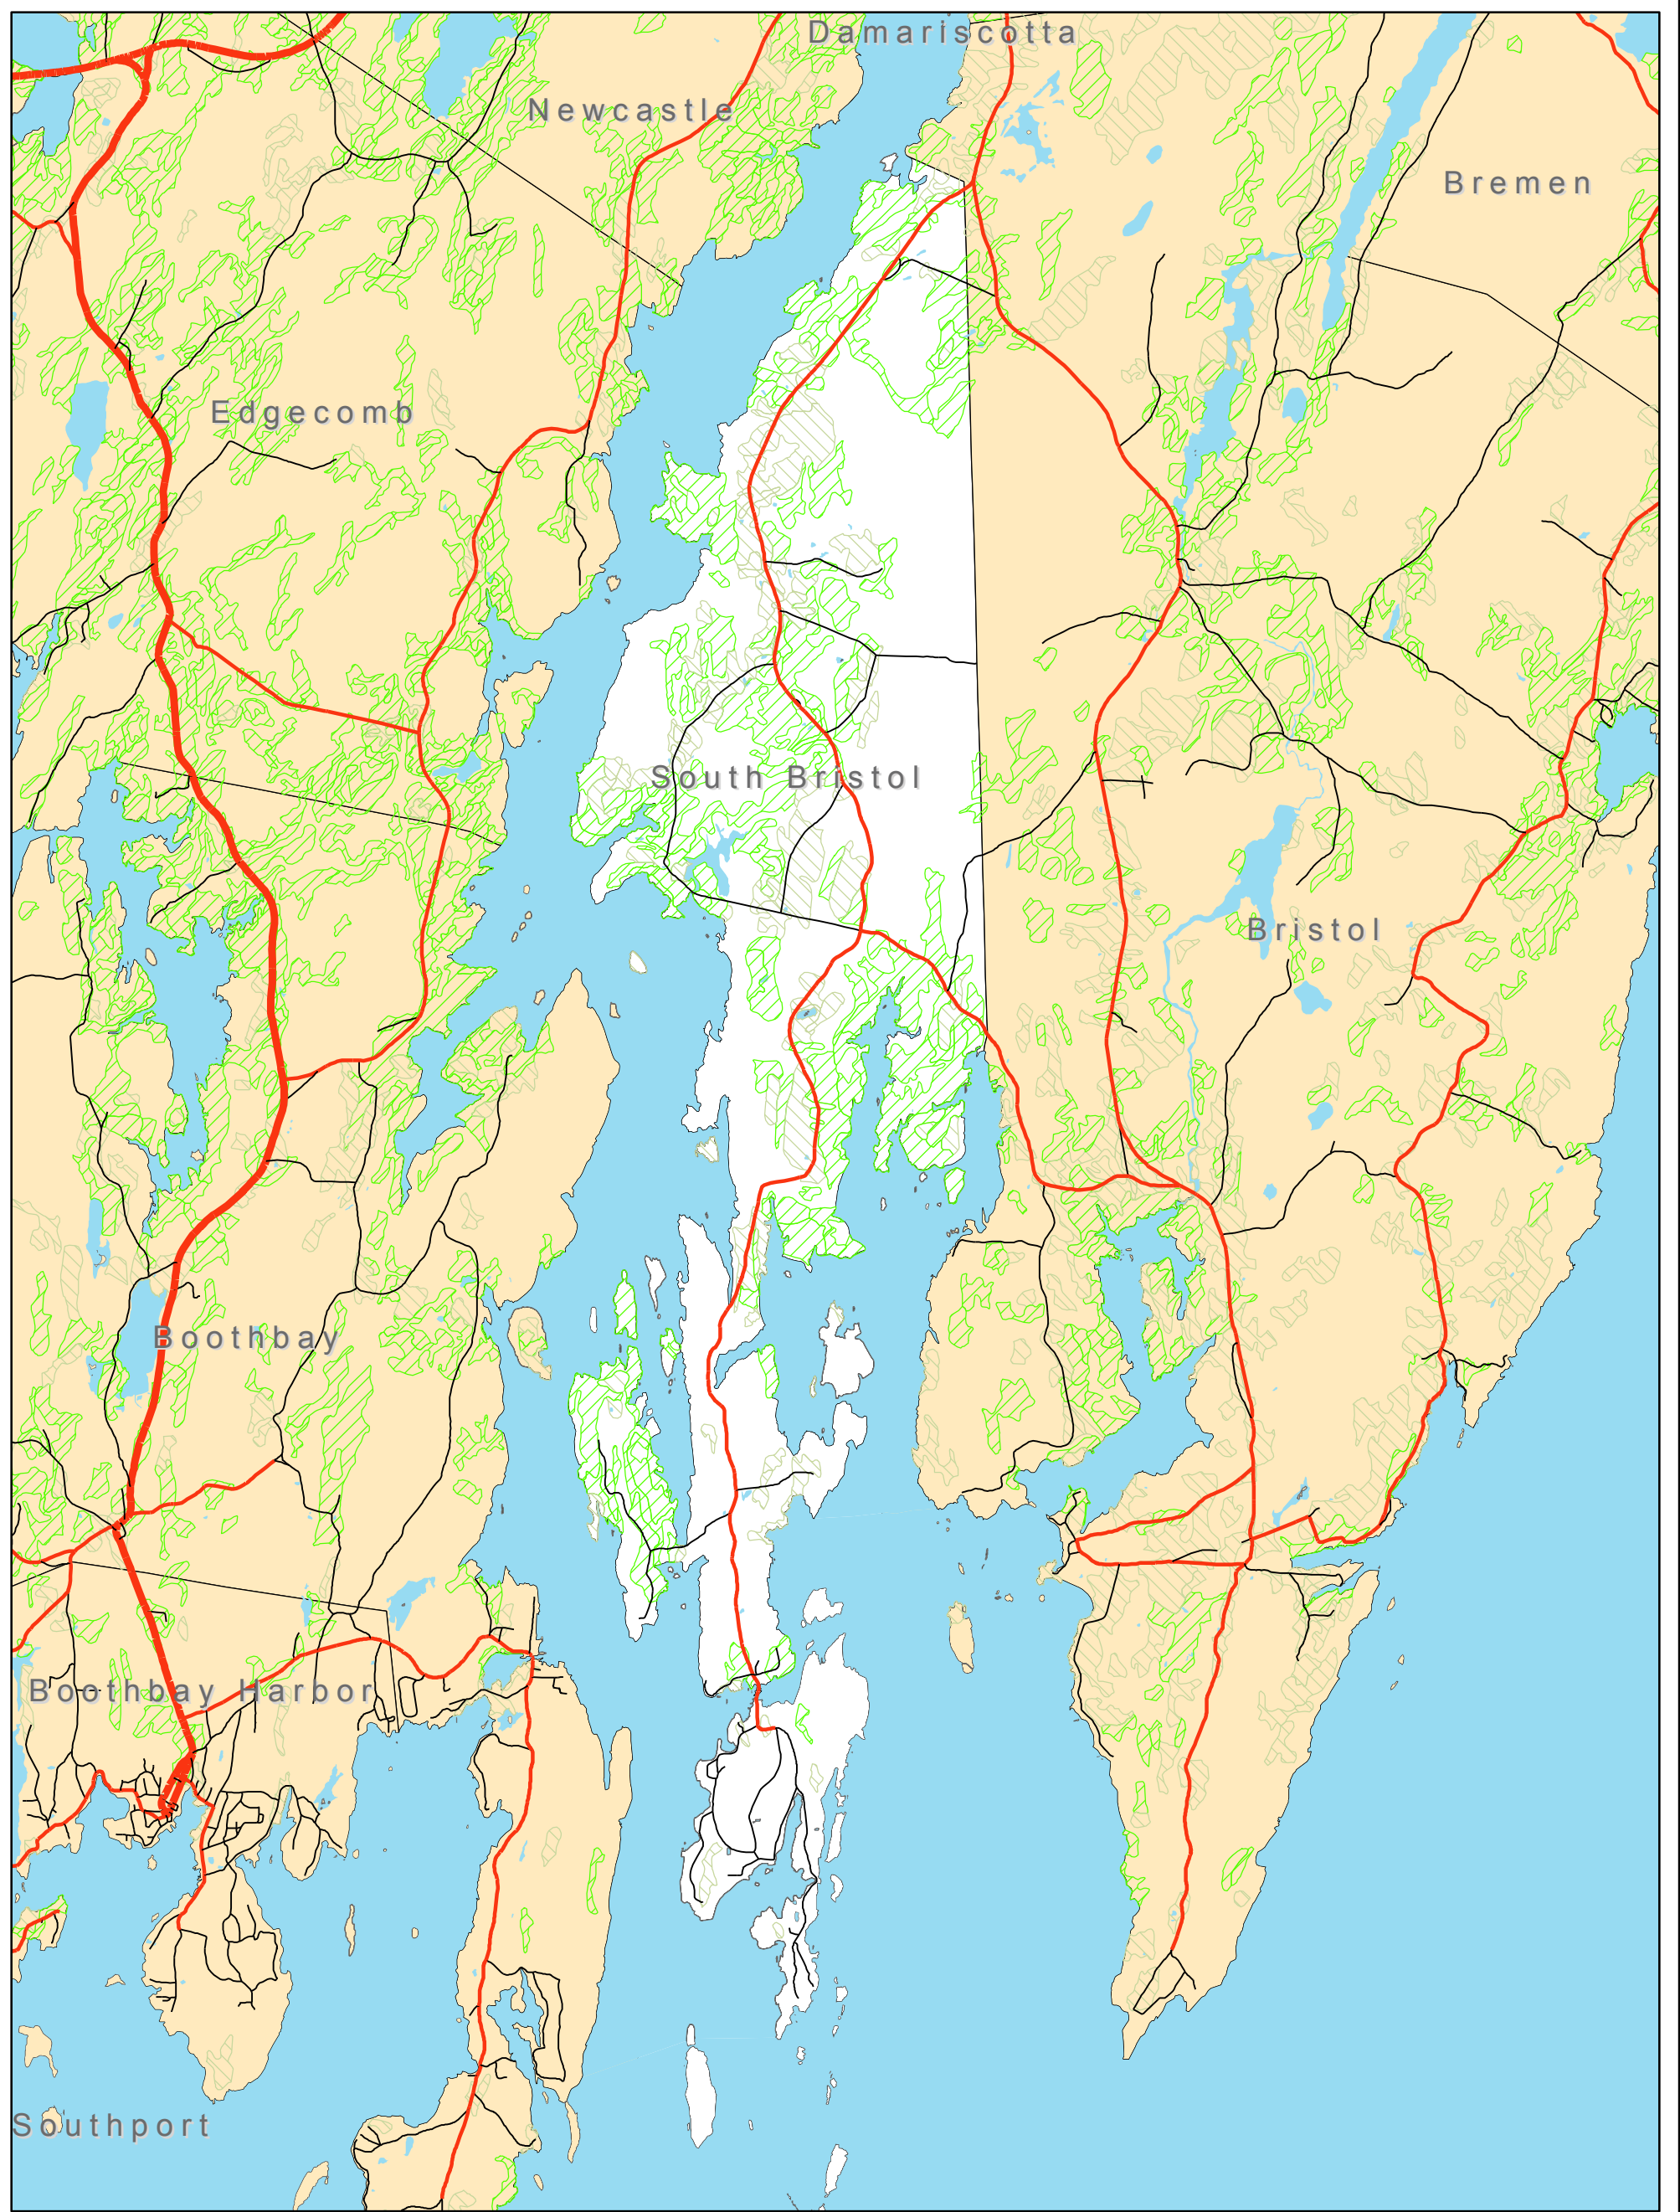 Damariscotta
Newcastle
Bremen
Edgecomb
South Bristol
Bristol
Boothbay
Boothbay Harbor
Southport